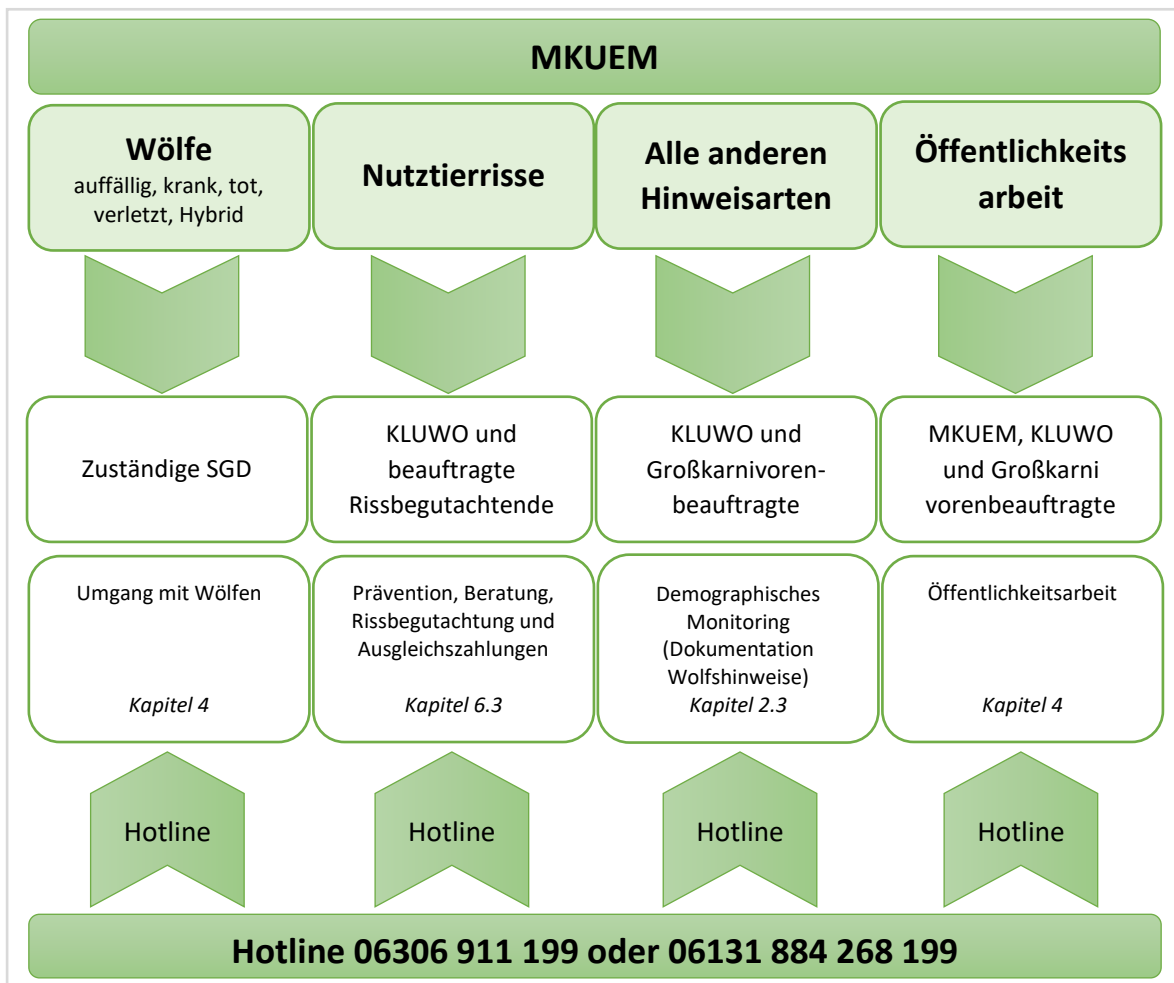 MKUEM
Wölfe
auffällig, krank, tot,
verletzt, Hybrid
Nutztierrisse
Alle anderen
Hinweisarten
Öffentlichkeits
arbeit
Zuständige SGD
KLUWO und
beauftragte
Rissbegutachtende
KLUWO und
Großkarnivoren-
beauftragte
MKUEM, KLUWO
und Großkarni
vorenbeauftragte
Umgang mit Wölfen
Kapitel 4
Prävention, Beratung,
Rissbegutachtung und
Ausgleichszahlungen
Kapitel 6.3
Demographisches
Monitoring
(Dokumentation
Wolfshinweise)
Kapitel 2.3
Öffentlichkeitsarbeit
Kapitel 4
Hotline
Hotline
Hotline
Hotline
Hotline 06306 911 199 oder 06131 884 268 199